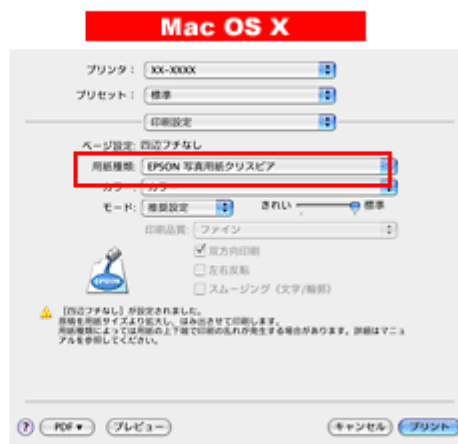 Mac OS X
プリンタ： XX-XXXX
プリセット： 標準
印刷設定
ページ設定: 四辺フチなし
用紙種類: EPSON 写真用紙クリスピア
カラー: カラー
モード: 推奨設定 きれい 標準
印刷品質: ファイン
双方向印刷
左右反転
スムージング（文字/輪郭）
［四辺フチなし］が設定されました。
原稿を用紙サイズより拡大し、はみ出させて印刷します。
用紙種類によっては用紙の上下端で印刷の乱れが発生する場合があります。詳細はマニュ
アルを参照してください。
? PDF▼ プレビュー キャンセル プリント